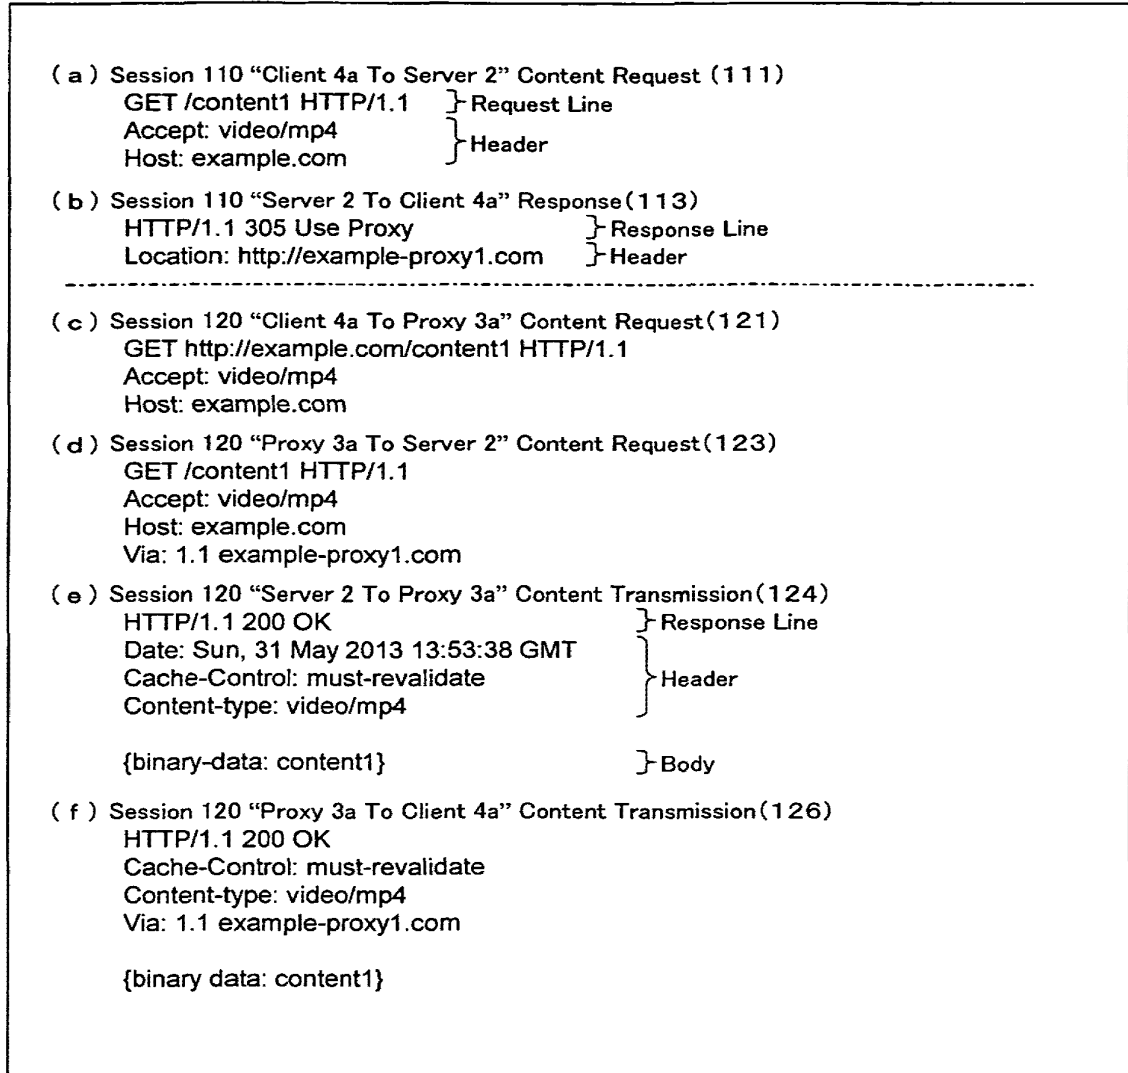 (a) Session 110 “Client 4a To Server 2” Content Request (111)
GET /content1 HTTP/1.1 Request Line
Accept: video/mp4
Header
Host: example.com
(b) Session 110 “Server 2 To Client 4a” Response(113)
HTTP/1.1 305 Use Proxy Response Line
Location: http://example-proxy1.com Header
(c) Session 120 “Client 4a To Proxy 3a” Content Request(121)
GET http://example.com/content1 HTTP/1.1
Accept: video/mp4
Host: example.com
(d) Session 120 “Proxy 3a To Server 2” Content Request(123)
GET /content1 HTTP/1.1
Accept: video/mp4
Host: example.com
Via: 1.1 example-proxy1.com
(e) Session 120 “Server 2 To Proxy 3a” Content Transmission(124)
HTTP/1.1 200 OK Response Line
Date: Sun, 31 May 2013 13:53:38 GMT
Cache-Control: must-revalidate Header
Content-type: video/mp4
{binary-data: content1} Body
(f) Session 120 “Proxy 3a To Client 4a” Content Transmission(126)
HTTP/1.1 200 OK
Cache-Control: must-revalidate
Content-type: video/mp4
Via: 1.1 example-proxy1.com
{binary data: content1}